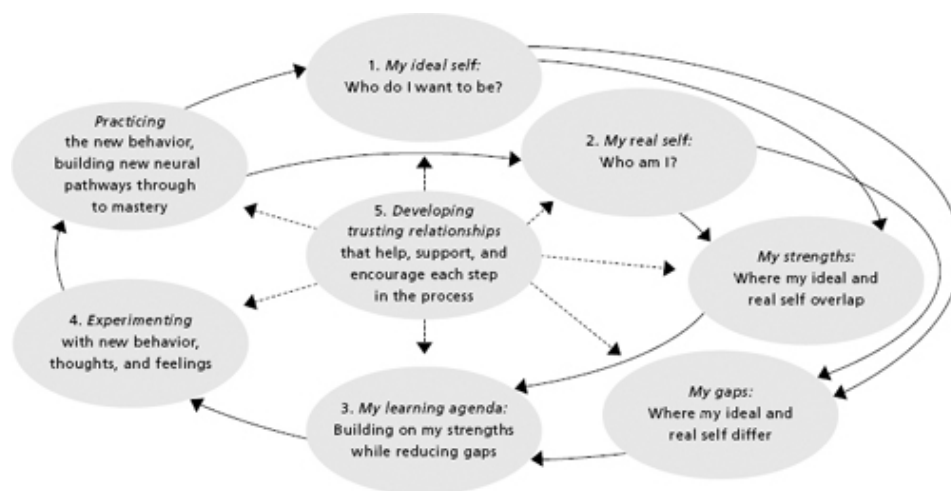 1. My ideal self:
Who do I want to be?
2. My real self:
Who am I?
My strengths:
Where my ideal and
real self overlap
My gaps:
Where my ideal and
real self differ
3. My learning agenda:
Building on my strengths
while reducing gaps
4. Experimenting
with new behavior,
thoughts, and feelings
Practicing
the new behavior,
building new neural
pathways through
to mastery
5. Developing
trusting relationships
that help, support, and
encourage each step
in the process